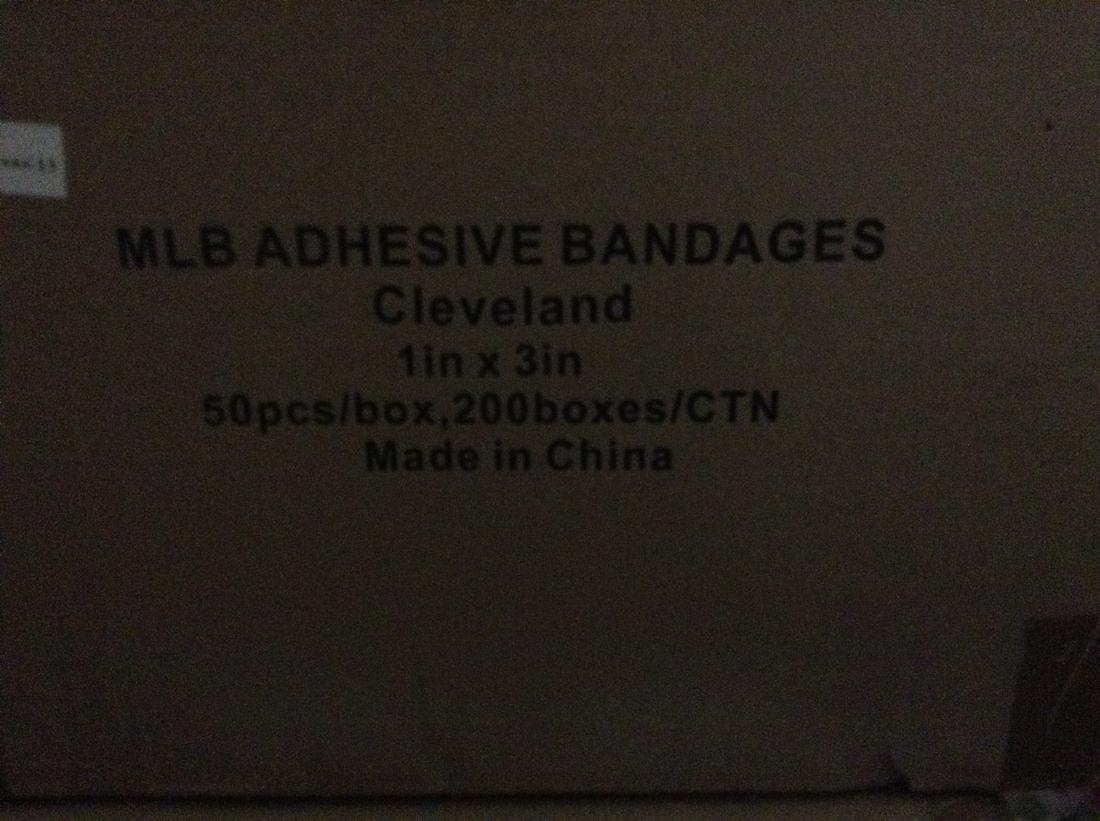 MLB ADHESIVE BANDAGES
Cleveland
1in x 3in
50pcs/box,200boxes/CTN
Made in China